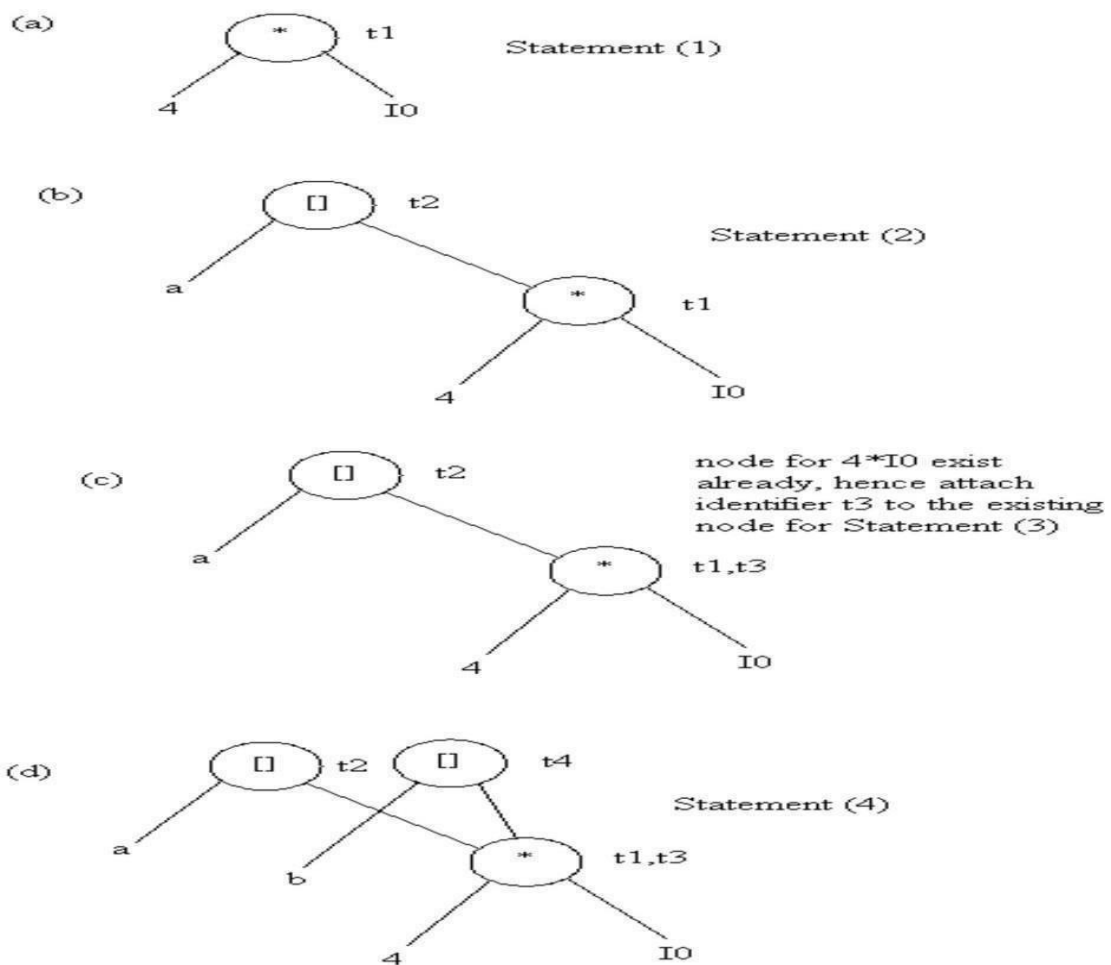 (a)
* t1
Statement (1)
4 I0
(b)
[] t2
Statement (2)
a
* t1
4 I0
(c)
[] t2
node for 4*I0 exist
already, hence attach
identifier t3 to the existing
node for Statement (3)
a
* t1,t3
4 I0
(d)
[] t2 [] t4
Statement (4)
a
b
* t1,t3
4 I0